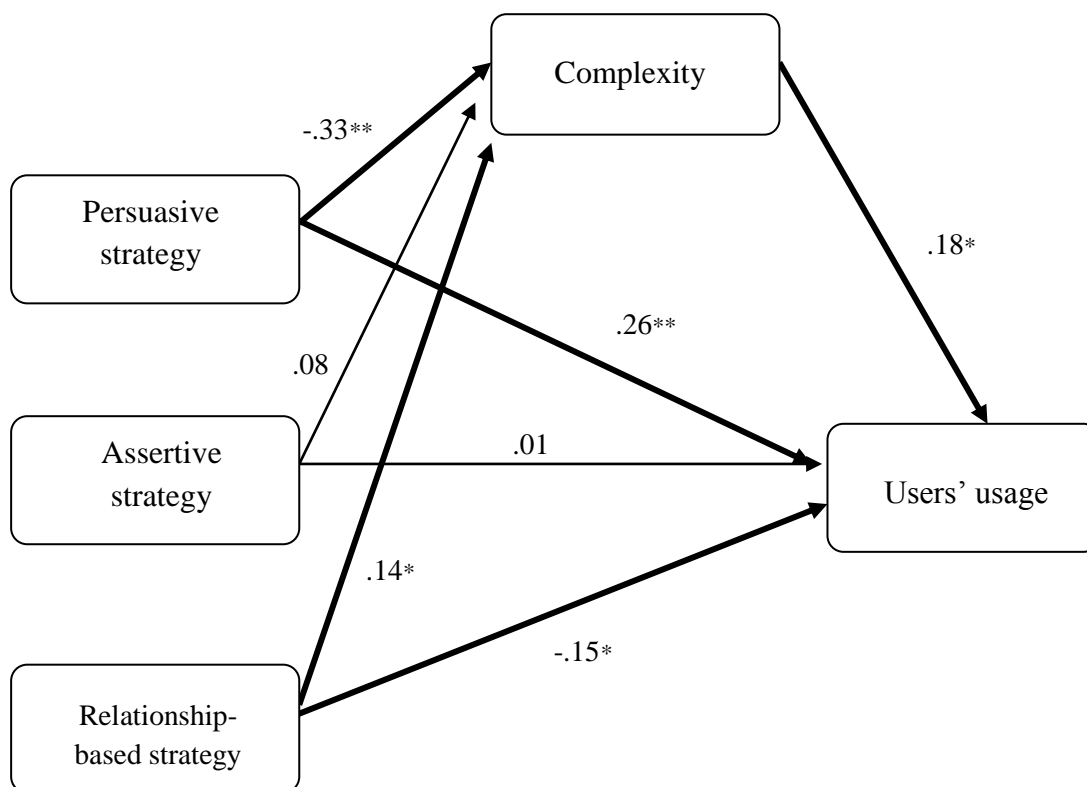 Complexity
-.33**
Persuasive
strategy
.18*
.26**
.08
Assertive
strategy
.01
Users’ usage
.14*
-.15*
Relationship-
based strategy